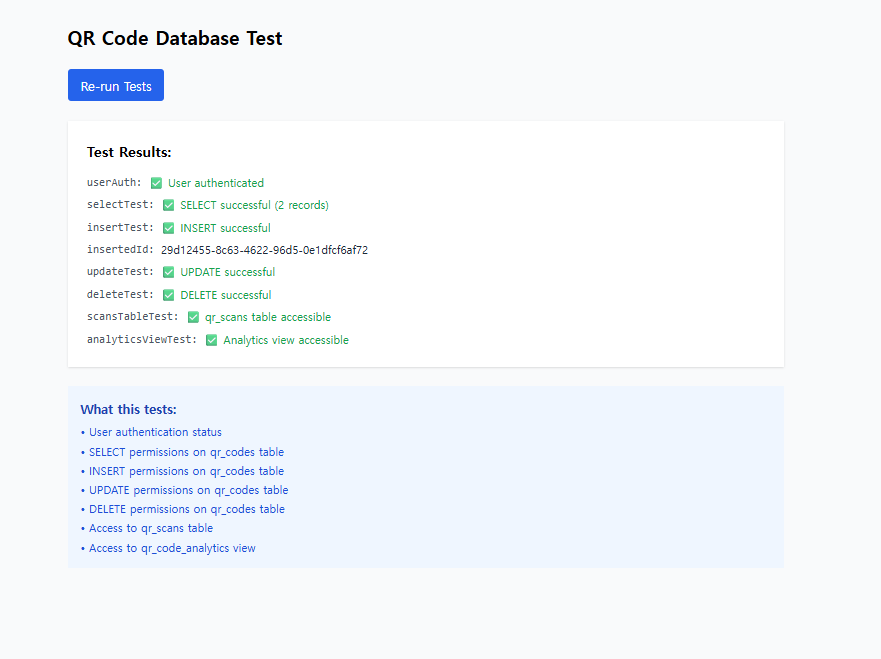 QR Code Database Test
Re-run Tests
Test Results:
userAuth: ✅ User authenticated
selectTest: ✅ SELECT successful (2 records)
insertTest: ✅ INSERT successful
insertedId: 29d12455-8c63-4622-96d5-0e1dfcf6af72
updateTest: ✅ UPDATE successful
deleteTest: ✅ DELETE successful
scansTableTest: ✅ qr_scans table accessible
analyticsViewTest: ✅ Analytics view accessible
What this tests:
• User authentication status
• SELECT permissions on qr_codes table
• INSERT permissions on qr_codes table
• UPDATE permissions on qr_codes table
• DELETE permissions on qr_codes table
• Access to qr_scans table
• Access to qr_code_analytics view